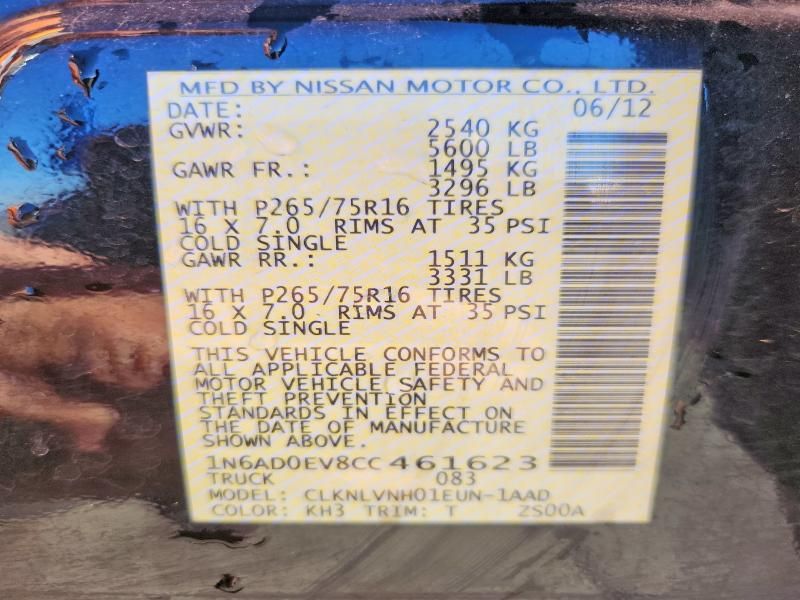 MFD BY NISSAN MOTOR CO., LTD.
DATE: 06/12
GVWR: 2540 KG
5600 LB
GAWR FR.: 1495 KG
3296 LB
WITH P265/75R16 TIRES
16 X 7.0 RIMS AT 35 PSI
COLD SINGLE
GAWR RR.: 1511 KG
3331 LB
WITH P265/75R16 TIRES
16 X 7.0 RIMS AT 35 PSI
COLD SINGLE
THIS VEHICLE CONFORMS TO
ALL APPLICABLE FEDERAL
MOTOR VEHICLE SAFETY AND
THEFT PREVENTION
STANDARDS IN EFFECT ON
THE DATE OF MANUFACTURE
SHOWN ABOVE.
1N6AD0EV8CC461623
TRUCK 083
MODEL: CLKNLVNH01EUN-1AAD
COLOR: KH3 TRIM: T ZS00A